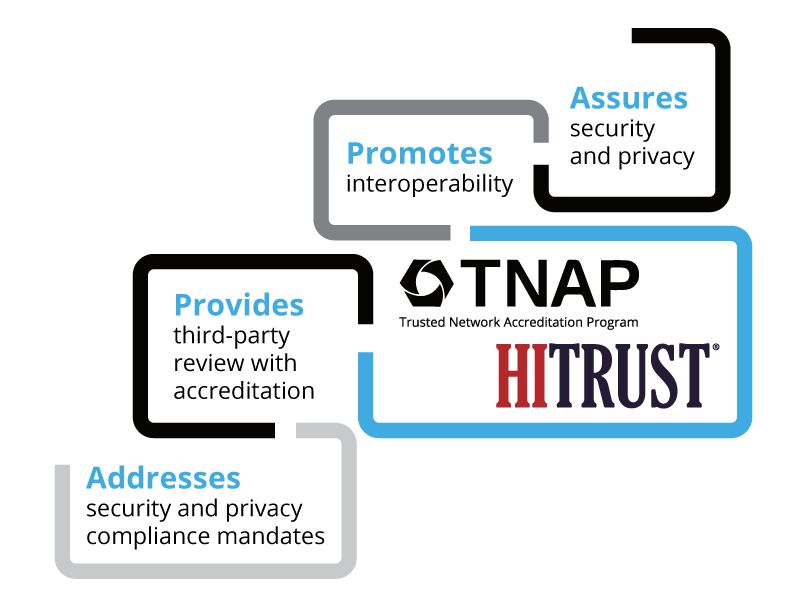 Assures
security
and privacy
Promotes
interoperability
TNAP
Trusted Network Accreditation Program
HITRUST®
Provides
third-party
review with
accreditation
Addresses
security and privacy
compliance mandates